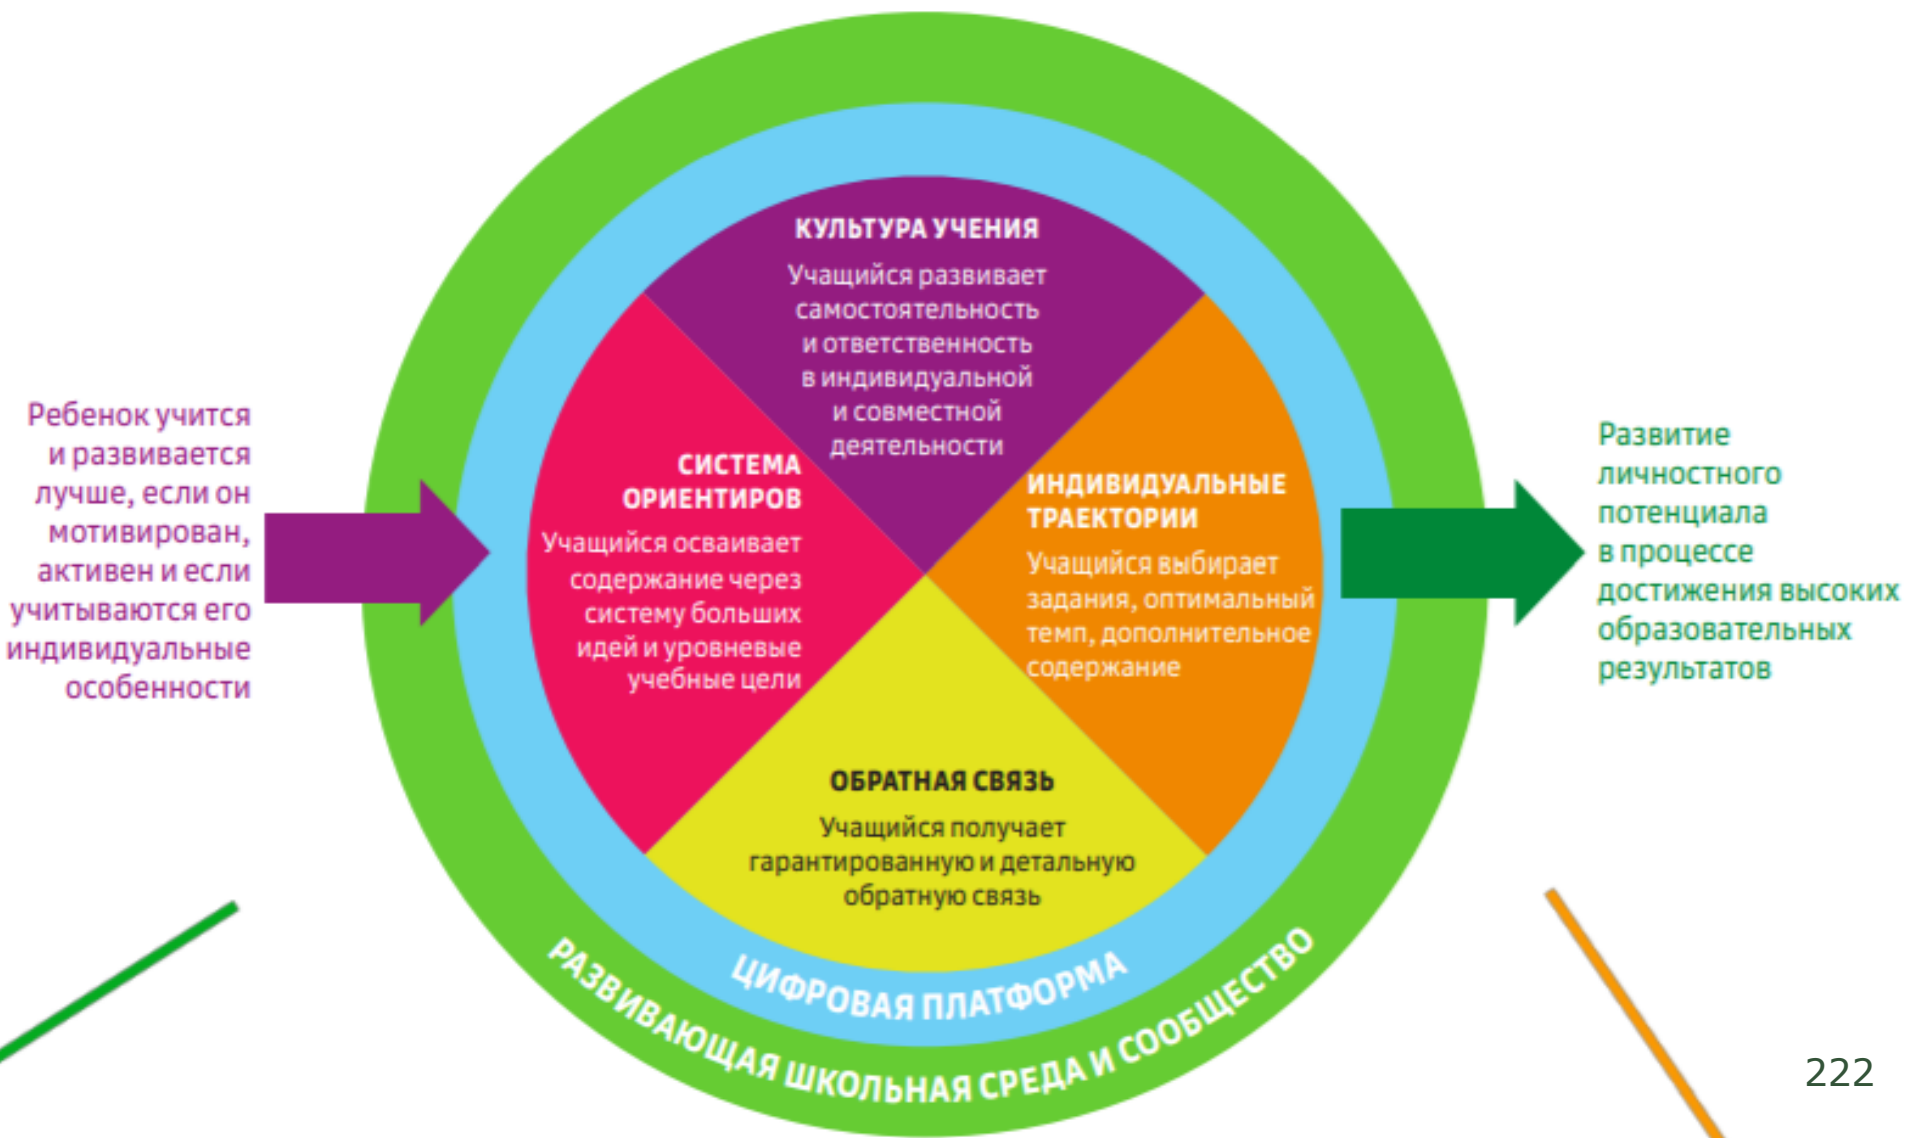 Ребенок учится
и развивается
лучше, если он
мотивирован,
активен и если
учитываются его
индивидуальные
особенности
КУЛЬТУРА УЧЕНИЯ
Учащийся развивает
самостоятельность
и ответственность
в индивидуальной
и совместной
деятельности
СИСТЕМА
ОРИЕНТИРОВ
Учащийся осваивает
содержание через
систему больших
идей и уровневые
учебные цели
ИНДИВИДУАЛЬНЫЕ
ТРАЕКТОРИИ
Учащийся выбирает
задания, оптимальный
темп, дополнительное
содержание
ОБРАТНАЯ СВЯЗЬ
Учащийся получает
гарантированную и детальную
обратную связь
ЦИФРОВАЯ ПЛАТФОРМА
РАЗВИВАЮЩАЯ ШКОЛЬНАЯ СРЕДА И СООБЩЕСТВО
Развитие
личностного
потенциала
в процессе
достижения высоких
образовательных
результатов
222